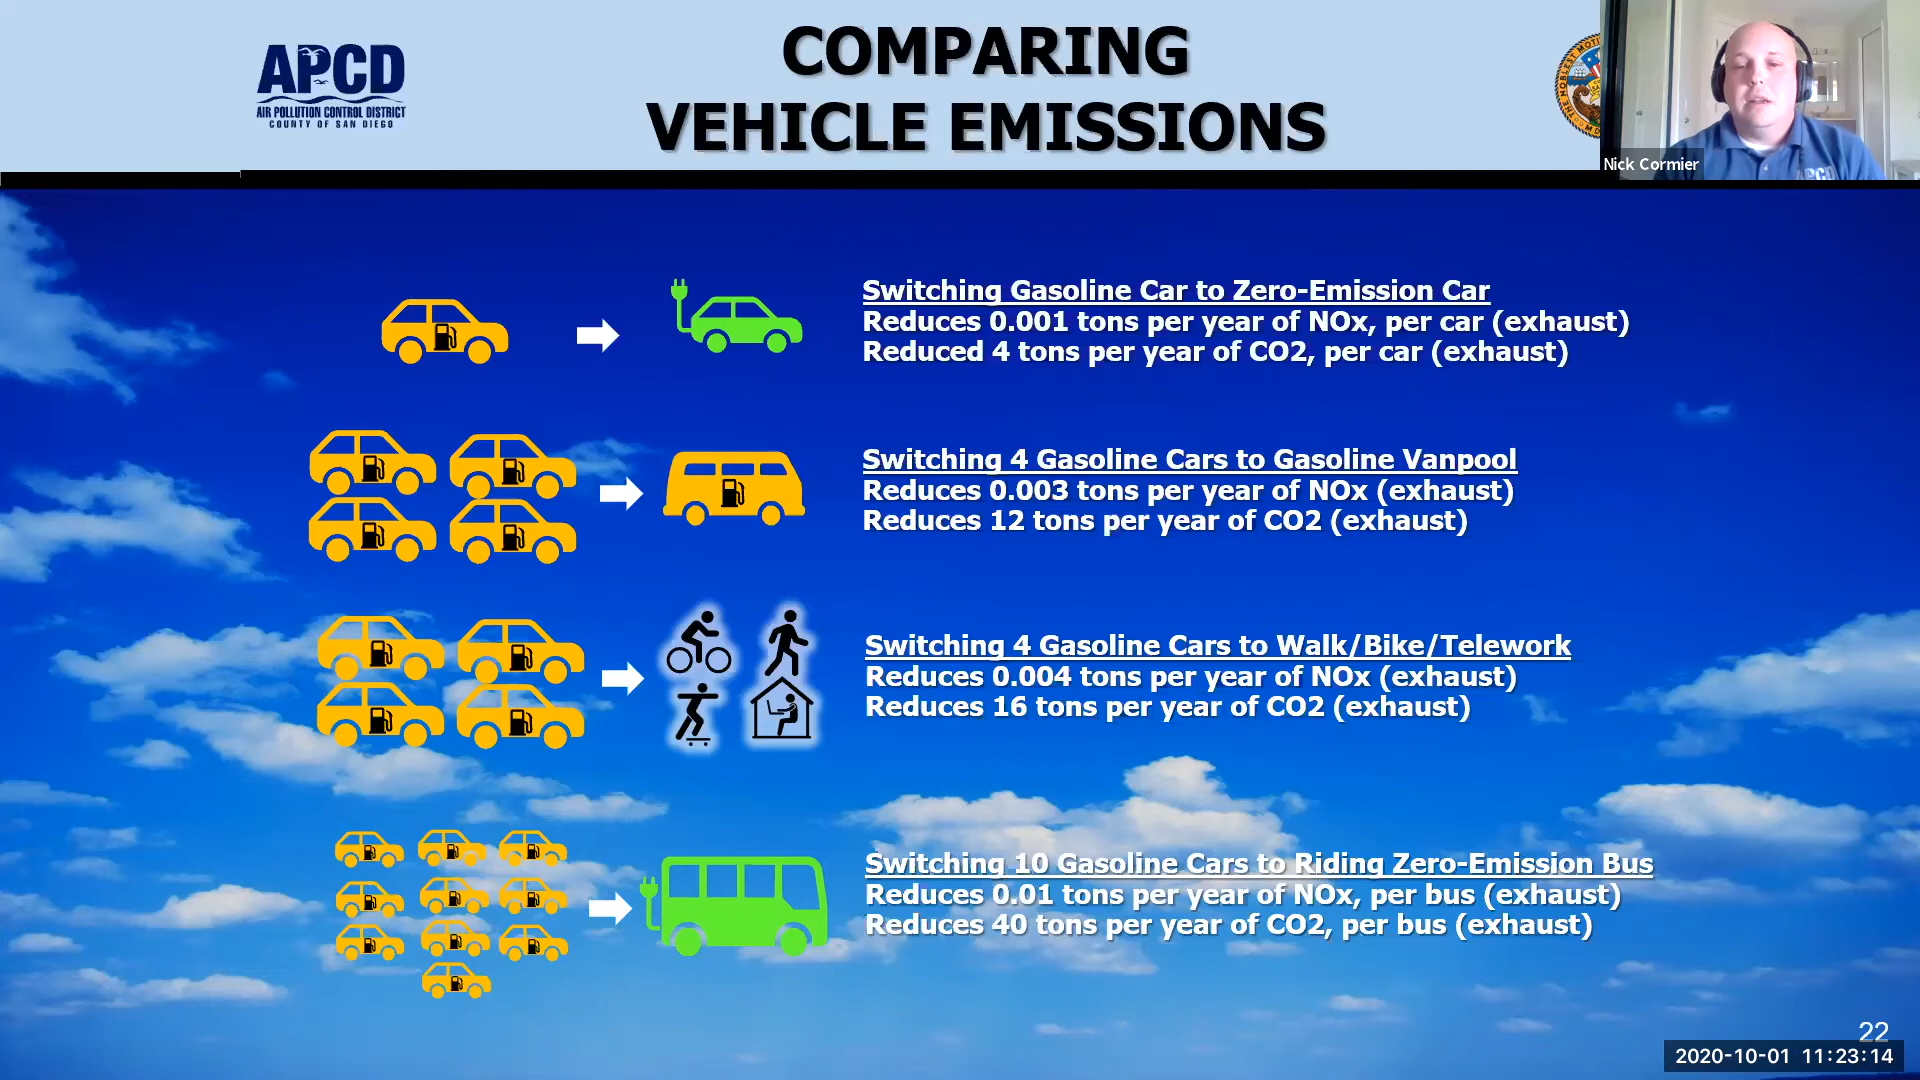 APCD
AIR POLLUTION CONTROL DISTRICT
COUNTY OF SAN DIEGO
COMPARING
VEHICLE EMISSIONS
THE NOBLEST MOTI
Nick Cormier
APCD
Switching Gasoline Car to Zero-Emission Car
Reduces 0.001 tons per year of NOx, per car (exhaust)
Reduced 4 tons per year of CO2, per car (exhaust)
Switching 4 Gasoline Cars to Gasoline Vanpool
Reduces 0.003 tons per year of NOx (exhaust)
Reduces 12 tons per year of CO2 (exhaust)
Switching 4 Gasoline Cars to Walk/Bike/Telework
Reduces 0.004 tons per year of NOx (exhaust)
Reduces 16 tons per year of CO2 (exhaust)
Switching 10 Gasoline Cars to Riding Zero-Emission Bus
Reduces 0.01 tons per year of NOx, per bus (exhaust)
Reduces 40 tons per year of CO2, per bus (exhaust)
22
2020-10-01 11:23:14